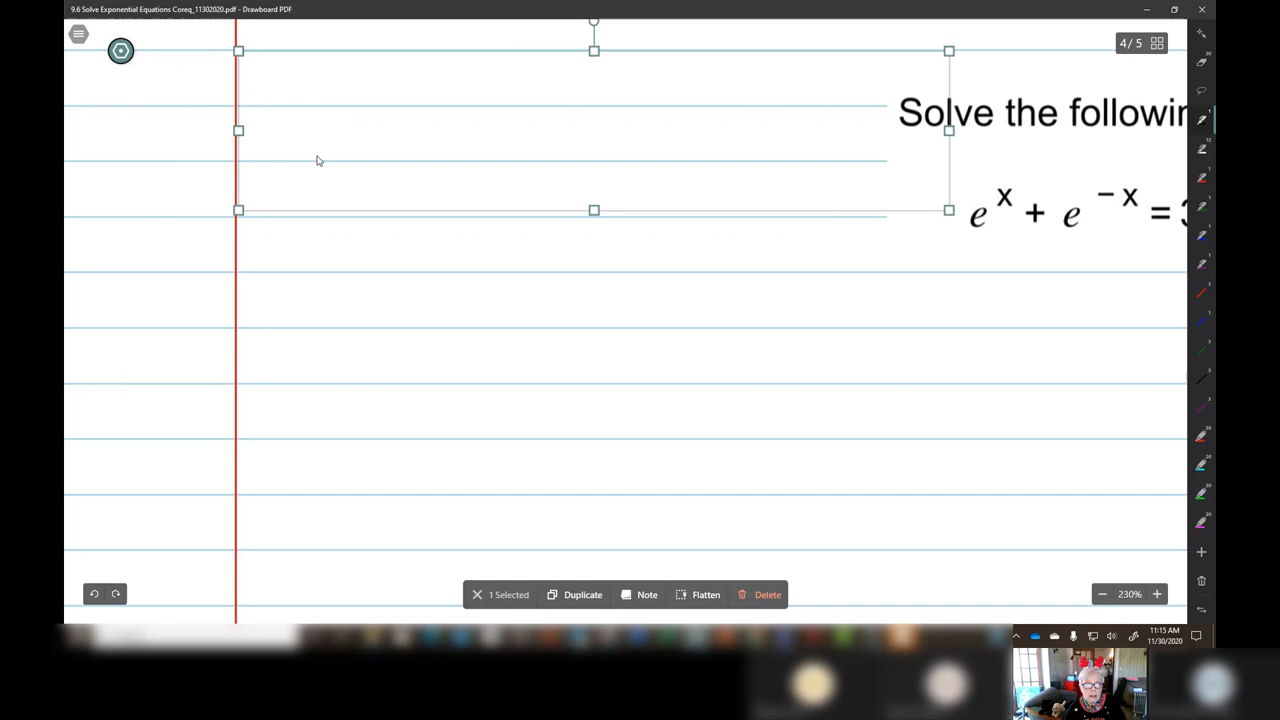 9.6 Solve Exponential Equations Coreq_11302020.pdf - Drawboard PDF
4 / 5
Solve the followin
e^x + e^-x = 3
1 Selected Duplicate Note Flatten Delete
230%
11:15 AM
11/30/2020